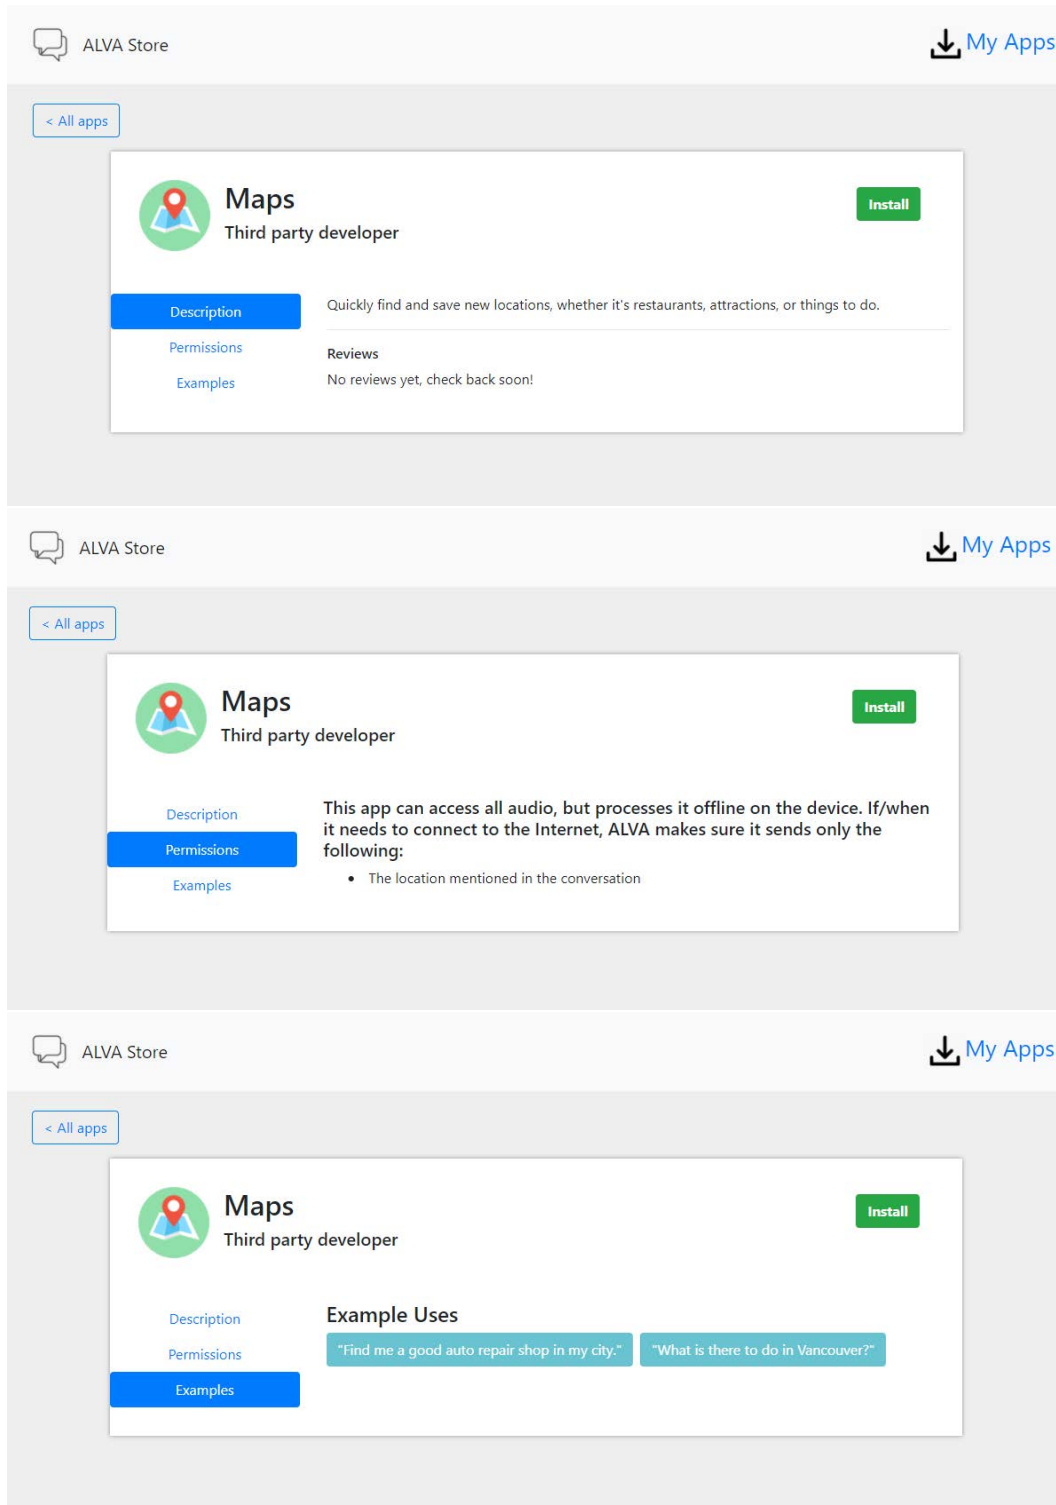 ALVA Store
My Apps
< All apps
Maps
Third party developer
Install
Description
Permissions
Examples
Quickly find and save new locations, whether it's restaurants, attractions, or things to do.
Reviews
No reviews yet, check back soon!
ALVA Store
My Apps
< All apps
Maps
Third party developer
Install
Description
Permissions
Examples
This app can access all audio, but processes it offline on the device. If/when
it needs to connect to the Internet, ALVA makes sure it sends only the
following:
• The location mentioned in the conversation
ALVA Store
My Apps
< All apps
Maps
Third party developer
Install
Description
Permissions
Examples
Example Uses
"Find me a good auto repair shop in my city."
"What is there to do in Vancouver?"